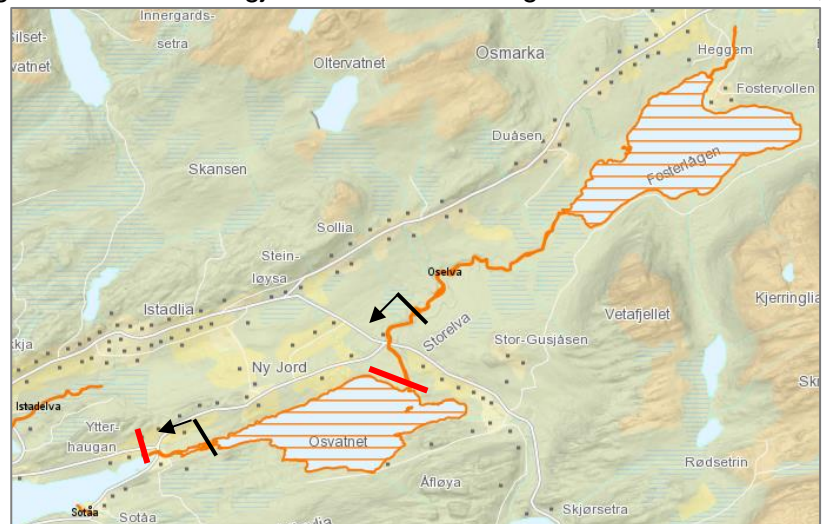 Innergards-
setra
Osmarka
Heggem
Oltervatnet
vatnet
Fostervollen
Duåsen
Fosterlågen
Skansen
Sollia
Stein-
løysa
Oselva
Kjerringlia
Istadlia
Storelva
Vetafjellet
Stor-Gusjåsen
Ny Jord
Istadelva
Ytter-
haugan
Osvatnet
Rødsetrin
Åfløya
Sotåa
Sotåa
Skjørsetra